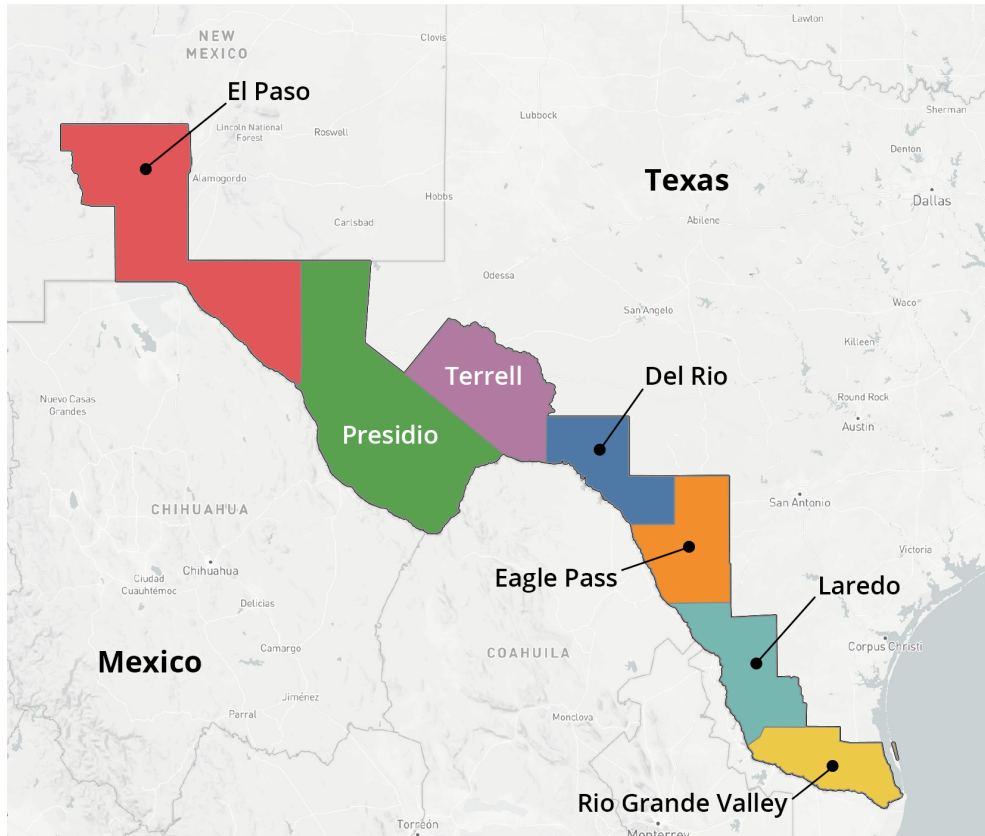 NEW
MEXICO
Clovis
Lawton
El Paso
Lincoln National
Forest
Roswell
Lubbock
Sherman
Denton
Alamogordo
Texas
Hobbs
Dallas
Carlsbad
Abilene
Odessa
San Angelo
Waco
Killeen
Terrell
Del Rio
Nuevo Casas
Grandes
Round Rock
Austin
Presidio
CHIHUAHUA
San Antonio
Chihuahua
Ciudad
Cuauhtémoc
Eagle Pass
Victoria
Laredo
Delicias
Camargo
COAHUILA
Corpus Christi
Mexico
Jiménez
Parral
Monclova
Rio Grande Valley
Torreón
Monterrey